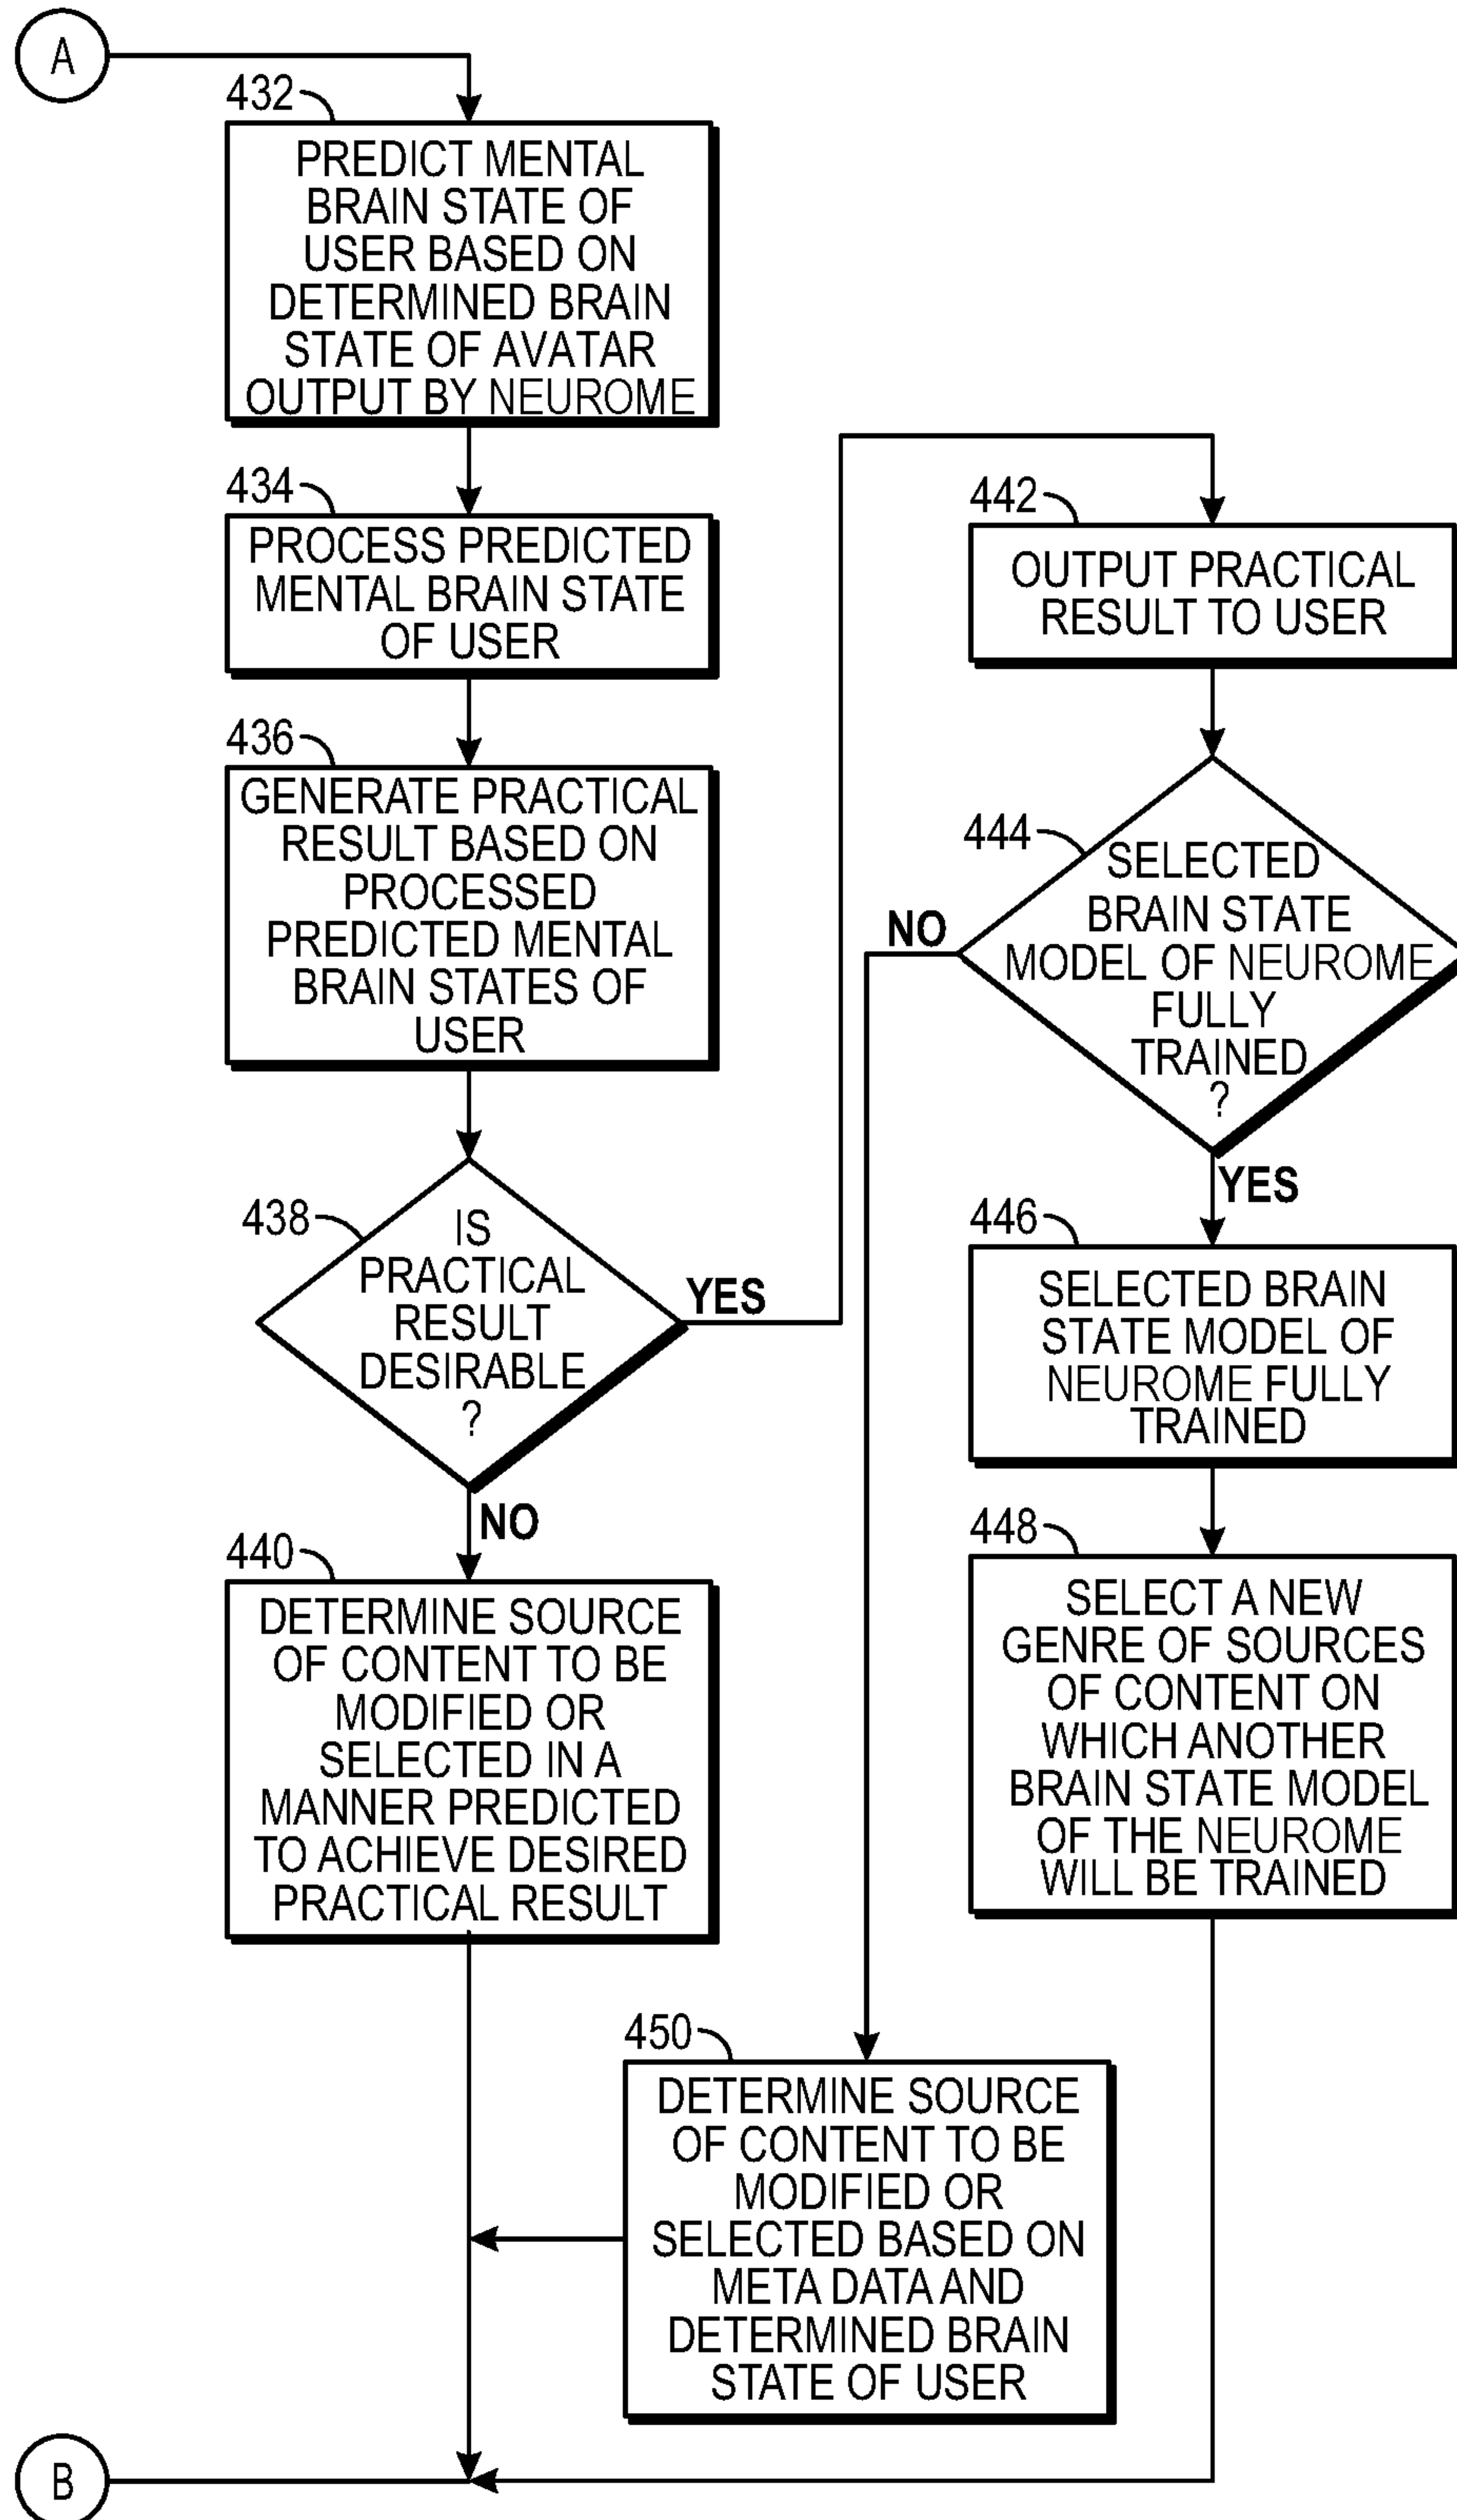 A
432
PREDICT MENTAL
BRAIN STATE OF
USER BASED ON
DETERMINED BRAIN
STATE OF AVATAR
OUTPUT BY NEUROME
434
PROCESS PREDICTED
MENTAL BRAIN STATE
OF USER
436
GENERATE PRACTICAL
RESULT BASED ON
PROCESSED
PREDICTED MENTAL
BRAIN STATES OF
USER
438
IS
PRACTICAL
RESULT
DESIRABLE
?
YES
NO
440
DETERMINE SOURCE
OF CONTENT TO BE
MODIFIED OR
SELECTED IN A
MANNER PREDICTED
TO ACHIEVE DESIRED
PRACTICAL RESULT
442
OUTPUT PRACTICAL
RESULT TO USER
444
SELECTED
BRAIN STATE
MODEL OF NEUROME
FULLY
TRAINED
?
NO
YES
446
SELECTED BRAIN
STATE MODEL OF
NEUROME FULLY
TRAINED
448
SELECT A NEW
GENRE OF SOURCES
OF CONTENT ON
WHICH ANOTHER
BRAIN STATE MODEL
OF THE NEUROME
WILL BE TRAINED
450
DETERMINE SOURCE
OF CONTENT TO BE
MODIFIED OR
SELECTED BASED ON
META DATA AND
DETERMINED BRAIN
STATE OF USER
B